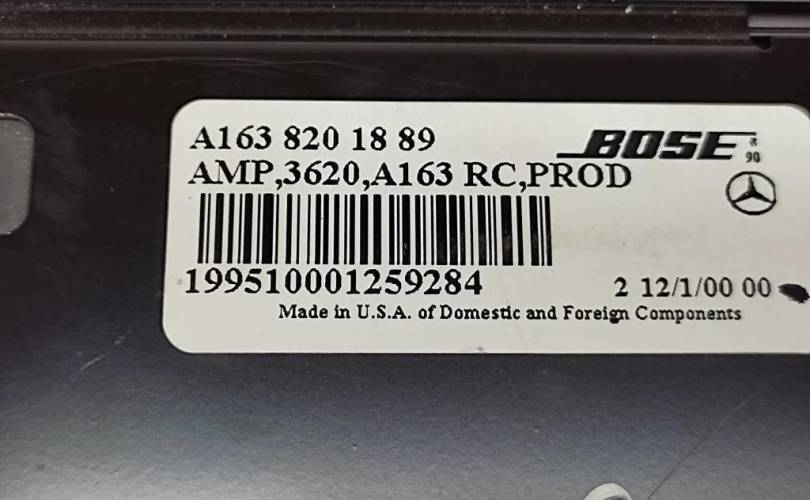 A163 820 18 89
BOSE®
90
AMP,3620,A163 RC,PROD
199510001259284
2 12/1/00 00
Made in U.S.A. of Domestic and Foreign Components